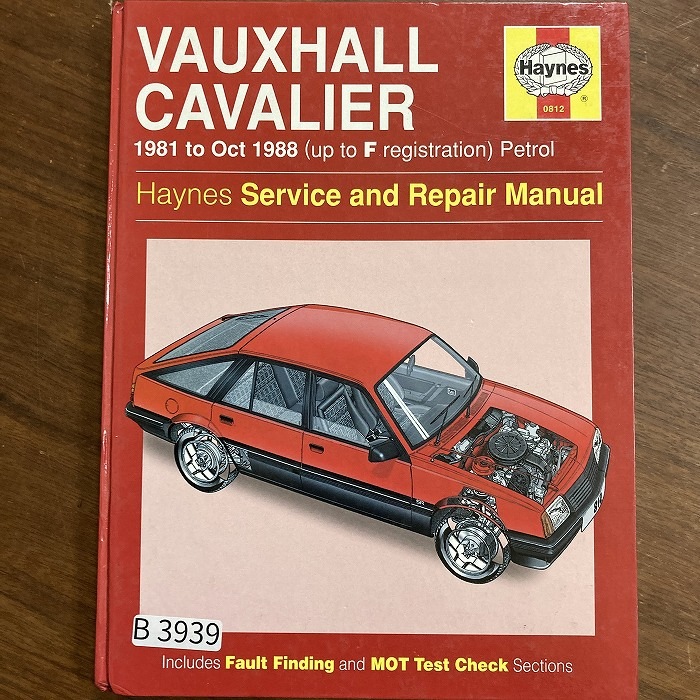 VAUXHALL
CAVALIER
Haynes
®
0812
1981 to Oct 1988 (up to F registration) Petrol
Haynes Service and Repair Manual
SR
B 3939
Includes Fault Finding and MOT Test Check Sections